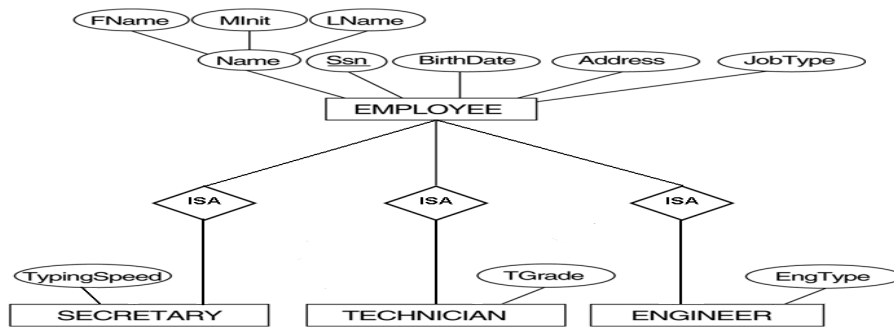 FName MInit LName
Name Ssn BirthDate Address JobType
EMPLOYEE
ISA ISA ISA
TypingSpeed TGrade EngType
SECRETARY TECHNICIAN ENGINEER